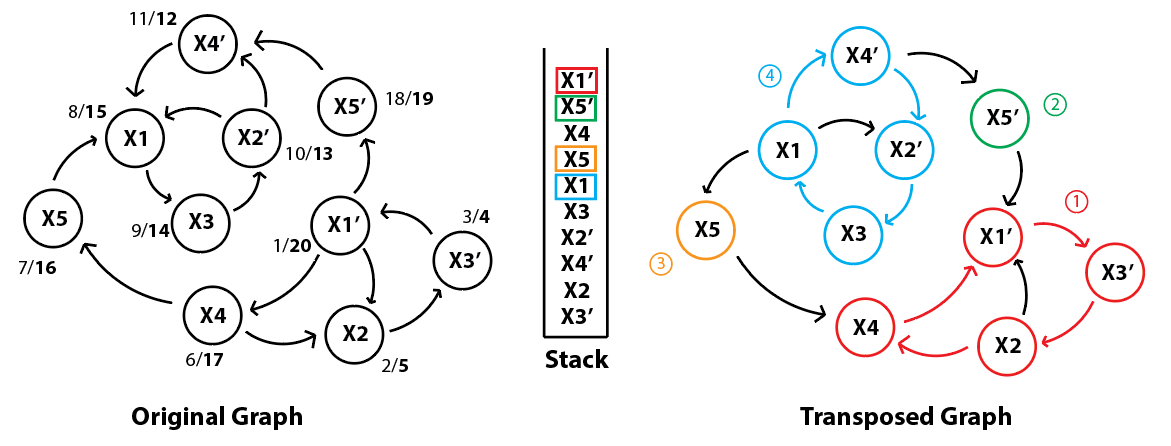 11/12
X4′
8/15
X1
X2′
10/13
X5′
18/19
X5
7/16
X3
9/14
X1′
1/20
3/4
X3′
X4
6/17
X2
2/5
Original Graph
X1′
X5′
X4
X5
X1
X3
X2′
X4′
X2
X3′
Stack
4
X4′
X5′
2
X1
X2′
X5
3
X3
X1′
1
X3′
X4
X2
Transposed Graph